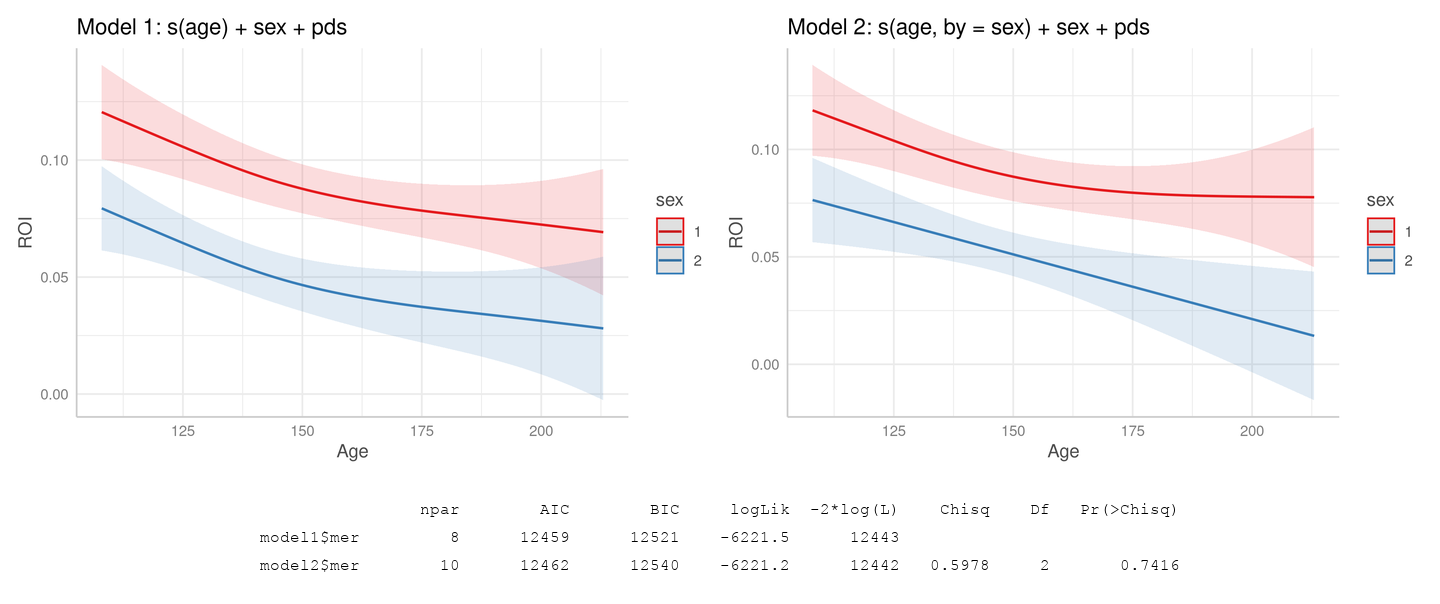 Model 1: s(age) + sex + pds
0.10
0.05
0.00
ROI
125 150 175 200
Age
sex
1
2
Model 2: s(age, by = sex) + sex + pds
0.10
0.05
0.00
ROI
125 150 175 200
Age
sex
1
2
npar AIC BIC logLik -2*log(L) Chisq Df Pr(>Chisq)
model1$mer 8 12459 12521 -6221.5 12443
model2$mer 10 12462 12540 -6221.2 12442 0.5978 2 0.7416